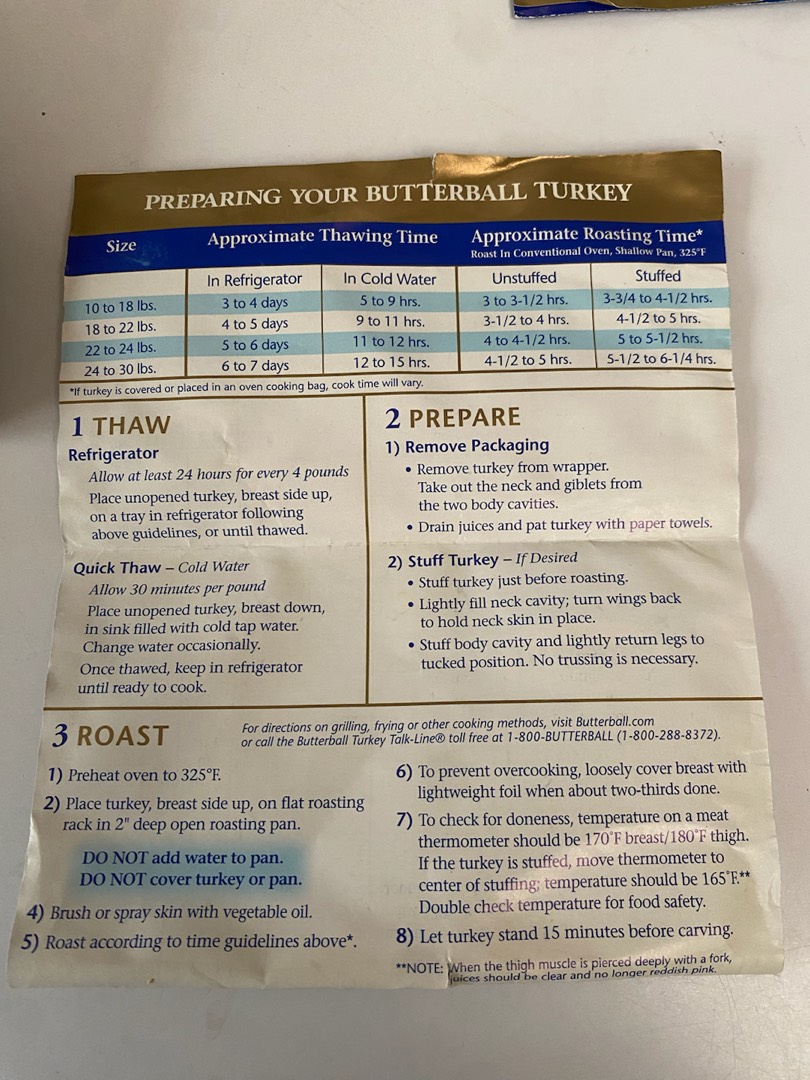 PREPARING YOUR BUTTERBALL TURKEY
Size
Approximate Thawing Time
Approximate Roasting Time*
Roast In Conventional Oven, Shallow Pan, 325°F
In Refrigerator In Cold Water Unstuffed Stuffed
10 to 18 lbs. 3 to 4 days 5 to 9 hrs. 3 to 3-1/2 hrs. 3-3/4 to 4-1/2 hrs.
18 to 22 lbs. 4 to 5 days 9 to 11 hrs. 3-1/2 to 4 hrs. 4-1/2 to 5 hrs.
22 to 24 lbs. 5 to 6 days 11 to 12 hrs. 4 to 4-1/2 hrs. 5 to 5-1/2 hrs.
24 to 30 lbs. 6 to 7 days 12 to 15 hrs. 4-1/2 to 5 hrs. 5-1/2 to 6-1/4 hrs.
*If turkey is covered or placed in an oven cooking bag, cook time will vary.
1 THAW
Refrigerator
Allow at least 24 hours for every 4 pounds
Place unopened turkey, breast side up,
on a tray in refrigerator following
above guidelines, or until thawed.
Quick Thaw – Cold Water
Allow 30 minutes per pound
Place unopened turkey, breast down,
in sink filled with cold tap water.
Change water occasionally.
Once thawed, keep in refrigerator
until ready to cook.
2 PREPARE
1) Remove Packaging
• Remove turkey from wrapper.
Take out the neck and giblets from
the two body cavities.
• Drain juices and pat turkey with paper towels.
2) Stuff Turkey – If Desired
• Stuff turkey just before roasting.
• Lightly fill neck cavity; turn wings back
to hold neck skin in place.
• Stuff body cavity and lightly return legs to
tucked position. No trussing is necessary.
3 ROAST
For directions on grilling, frying or other cooking methods, visit Butterball.com
or call the Butterball Turkey Talk-Line® toll free at 1-800-BUTTERBALL (1-800-288-8372).
1) Preheat oven to 325°F.
2) Place turkey, breast side up, on flat roasting
rack in 2" deep open roasting pan.
DO NOT add water to pan.
DO NOT cover turkey or pan.
4) Brush or spray skin with vegetable oil.
5) Roast according to time guidelines above*.
6) To prevent overcooking, loosely cover breast with
lightweight foil when about two-thirds done.
7) To check for doneness, temperature on a meat
thermometer should be 170°F breast/180°F thigh.
If the turkey is stuffed, move thermometer to
center of stuffing; temperature should be 165°F.**
Double check temperature for food safety.
8) Let turkey stand 15 minutes before carving.
**NOTE: When the thigh muscle is pierced deeply with a fork,
juices should be clear and no longer reddish pink.